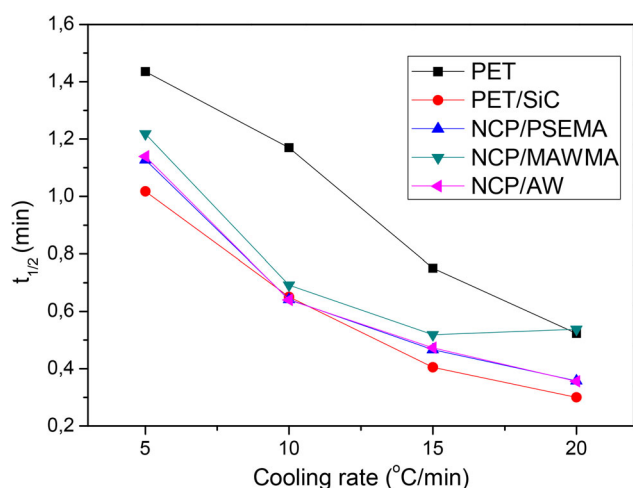 1,6
1,4
1,2
1,0
0,8
0,6
0,4
0,2
t1/2 (min)
PET
PET/SiC
NCP/PSEMA
NCP/MAWMA
NCP/AW
5
10
15
20
Cooling rate (°C/min)